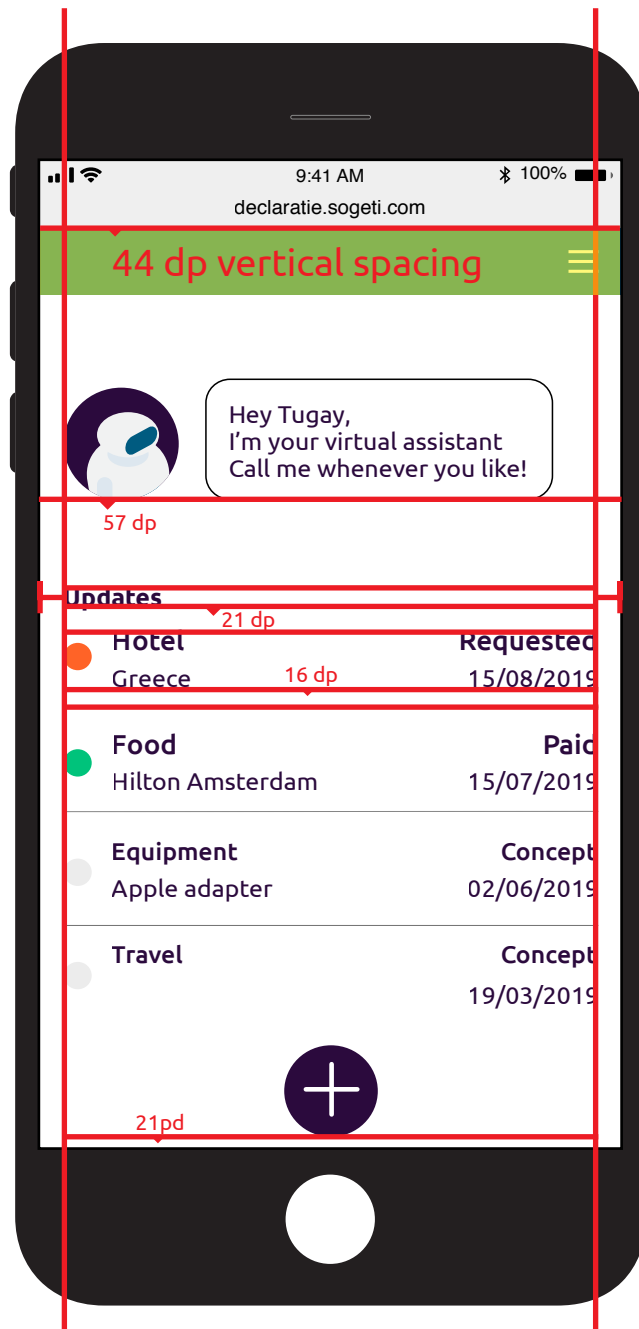 9:41 AM
100%
declaratie.sogeti.com
44 dp vertical spacing
Hey Tugay,
I'm your virtual assistant
Call me whenever you like!
57 dp
Updates
21 dp
Hotel Requested
Greece 16 dp 15/08/2019
Food Paid
Hilton Amsterdam 15/07/2019
Equipment Concept
Apple adapter 02/06/2019
Travel Concept
19/03/2019
21pd